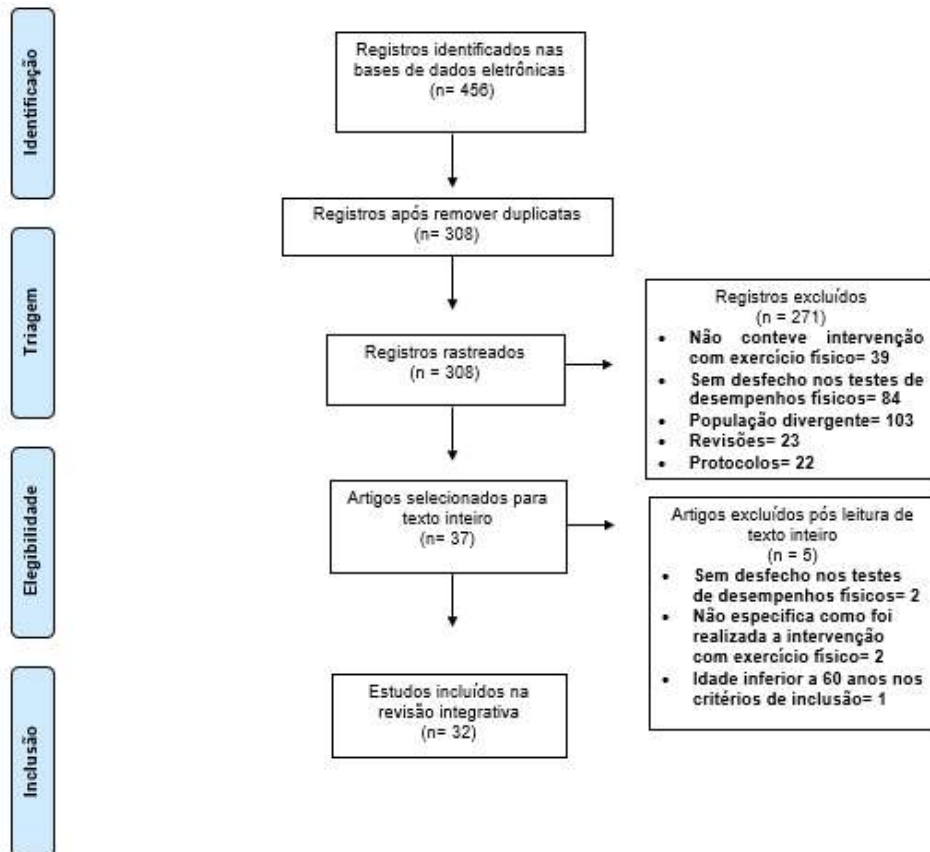 Identificação
Registros identificados nas
bases de dados eletrônicas
(n= 456)
Registros após remover duplicatas
(n= 308)
Triagem
Registros rastreados
(n = 308)
Registros excluídos
(n = 271)
• Não conteve intervenção
com exercício físico= 39
• Sem desfecho nos testes de
desempenhos físicos= 84
• População divergente= 103
• Revisões= 23
• Protocolos= 22
Elegibilidade
Artigos selecionados para
texto inteiro
(n= 37)
Artigos excluídos pós leitura de
texto inteiro
(n = 5)
• Sem desfecho nos testes
de desempenhos físicos= 2
• Não especifica como foi
realizada a intervenção
com exercício físico= 2
• Idade inferior a 60 anos nos
critérios de inclusão= 1
Inclusão
Estudos incluídos na
revisão integrativa
(n= 32)